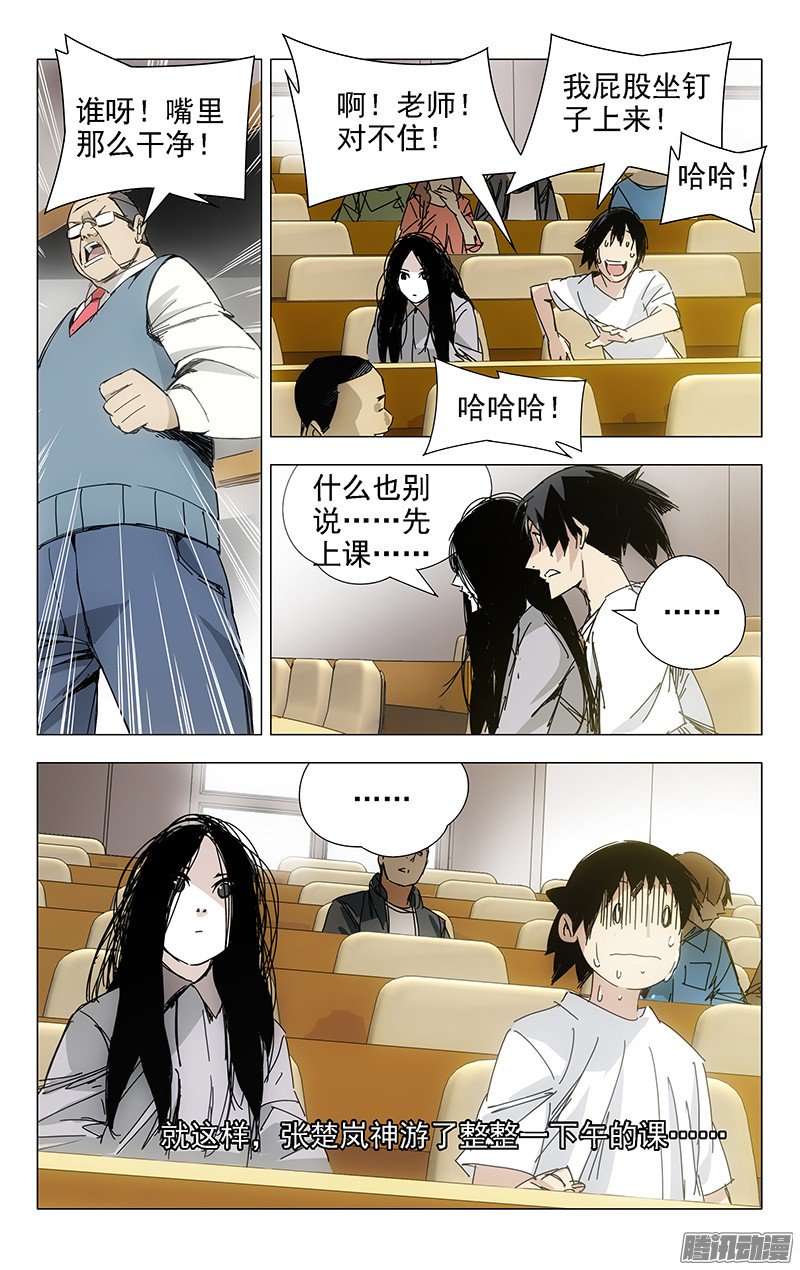 谁呀！嘴里
那么干净！
啊！老师！
对不住！
我屁股坐钉
子上来！
哈哈！
哈哈哈！
什么也别
说……先
上课……
……
……
就这样，张楚岚神游了整整一下午的课……
腾讯动漫